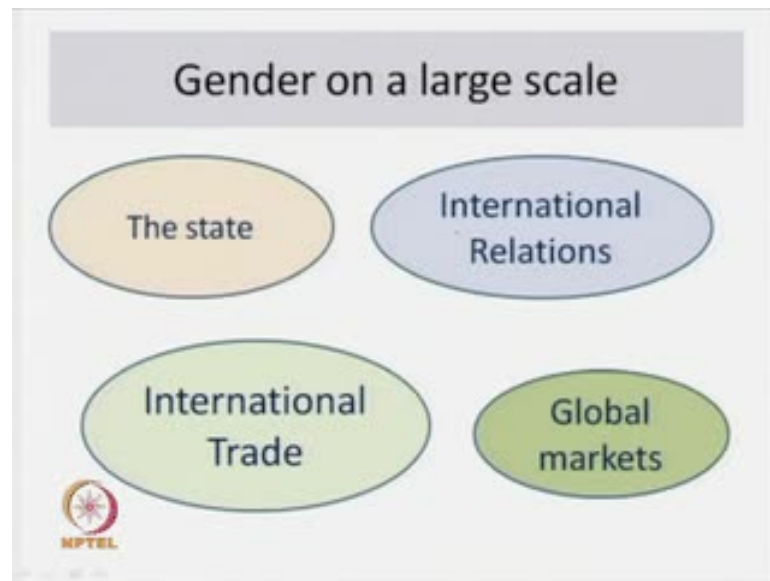 Gender on a large scale
The state
International
Relations
International
Trade
Global
markets
NPTEL